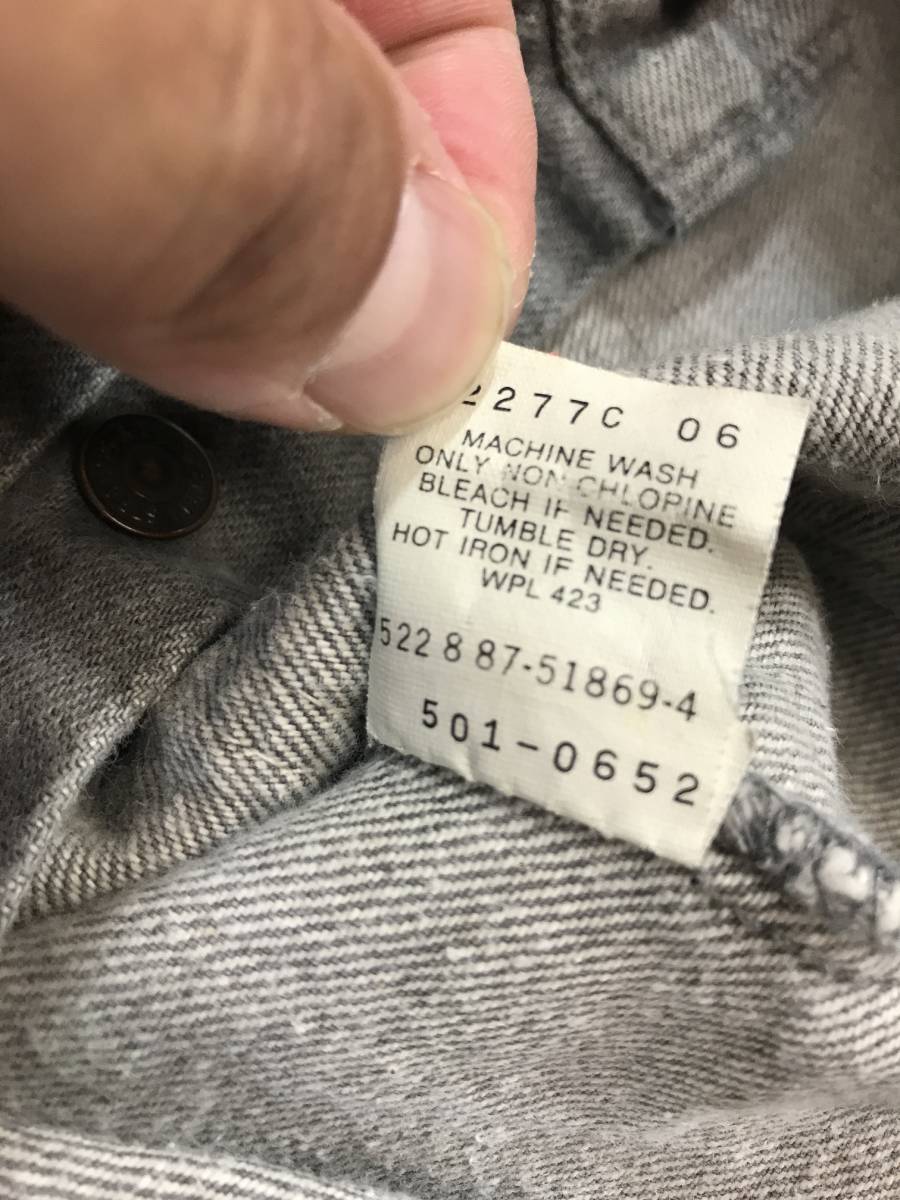 2277C 06
MACHINE WASH
ONLY NON CHLOPINE
BLEACH IF NEEDED.
TUMBLE DRY.
HOT IRON IF NEEDED.
WPL 423
522 8 87-51869-4
501-0652